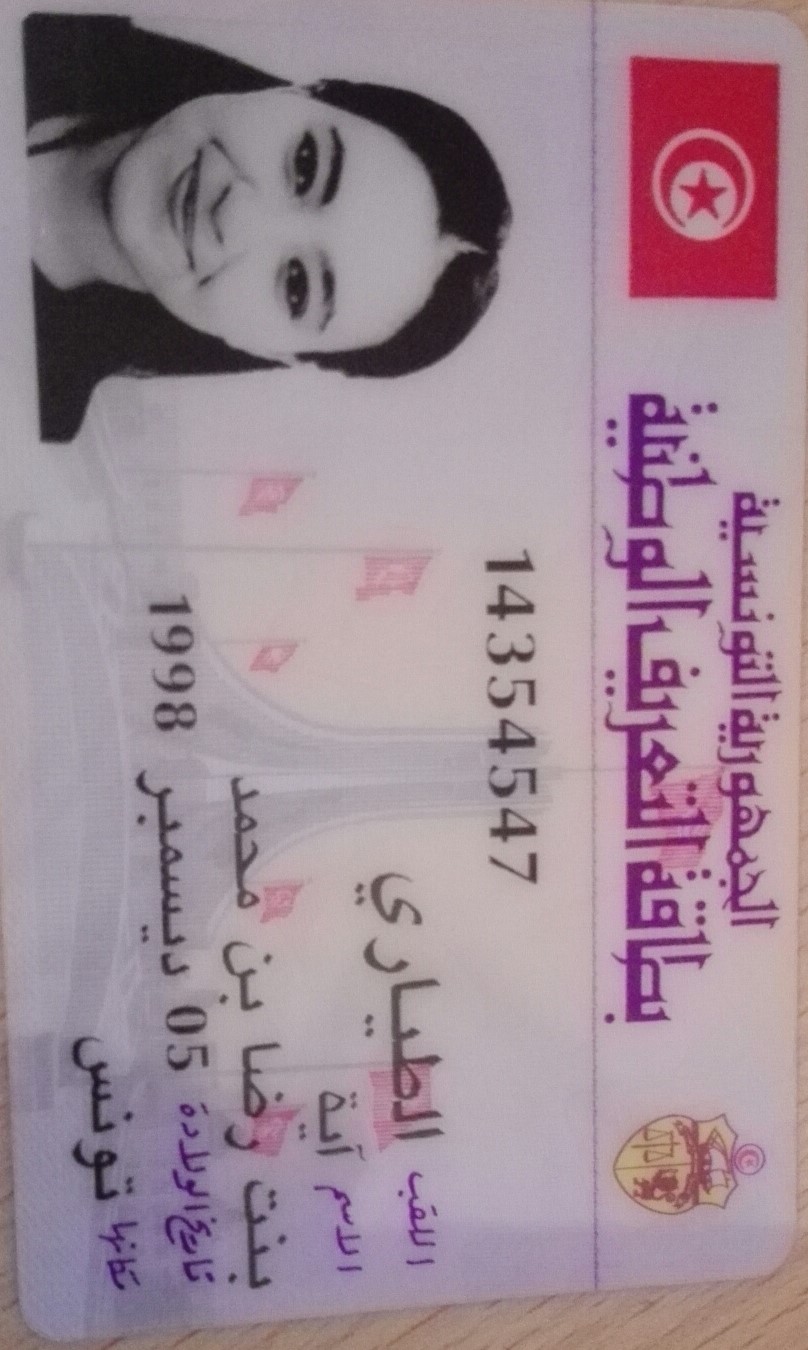 الجمهورية التونسية
بطاقة التعريف الوطنية
14354547
اللقب الطياري
الاسم آية
بنت رضا بن محمد
تاريخ الولادة 05 ديسمبر 1998
مكانها تونس